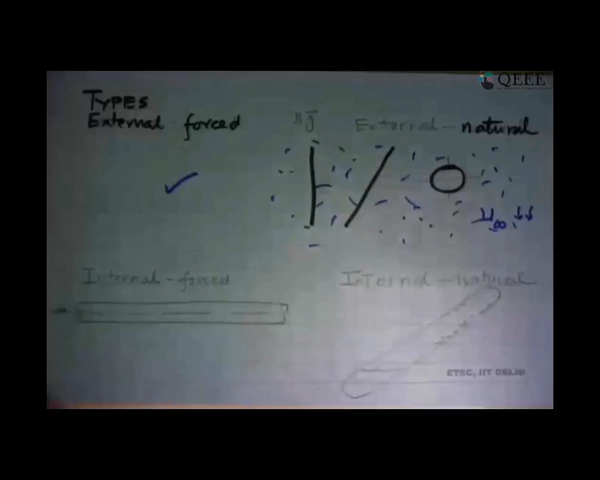 QEEE
TYPES
External forced
External - natural
Internal - forced
Internal - natural
ETSC, IIT DELHI